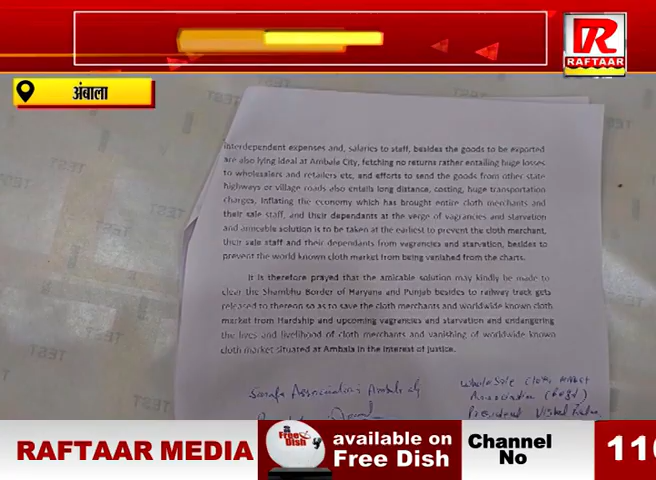 R
RAFTAAR
अंबाला
interdependent expenses and, salaries to staff, besides the goods to be exported
are also lying ideal at Ambala City, fetching no returns rather entailing huge losses
to wholesalers and retailers etc, and efforts to send the goods from other state
highways or village roads also entails long distance, costing, huge transportation
charges, inflating the economy which has brought entire cloth merchants and
their sale staff, and their dependants at the verge of vagrancies and starvation
and amicable solution is to be taken at the earliest to prevent the cloth merchant,
their sale staff and their dependants from vagrancies and starvation, besides to
prevent the world known cloth market from being vanished from the charts.
It is therefore prayed that the amicable solution may kindly be made to
clear the Shambhu Border of Haryana and Punjab besides to railway track gets
released to thereon so as to save the cloth merchants and worldwide known cloth
market from Hardship and upcoming vagrancies and starvation and endangering
the lives and livelihood of cloth merchants and vanishing of worldwide known
cloth market situated at Ambala in the interest of justice.
Sarafa Association Ambala City
Wholesale Cloth Market
Association (Regd)
President Vishal
RAFTAAR MEDIA
Free Dish
available on
Free Dish
Channel
No
116